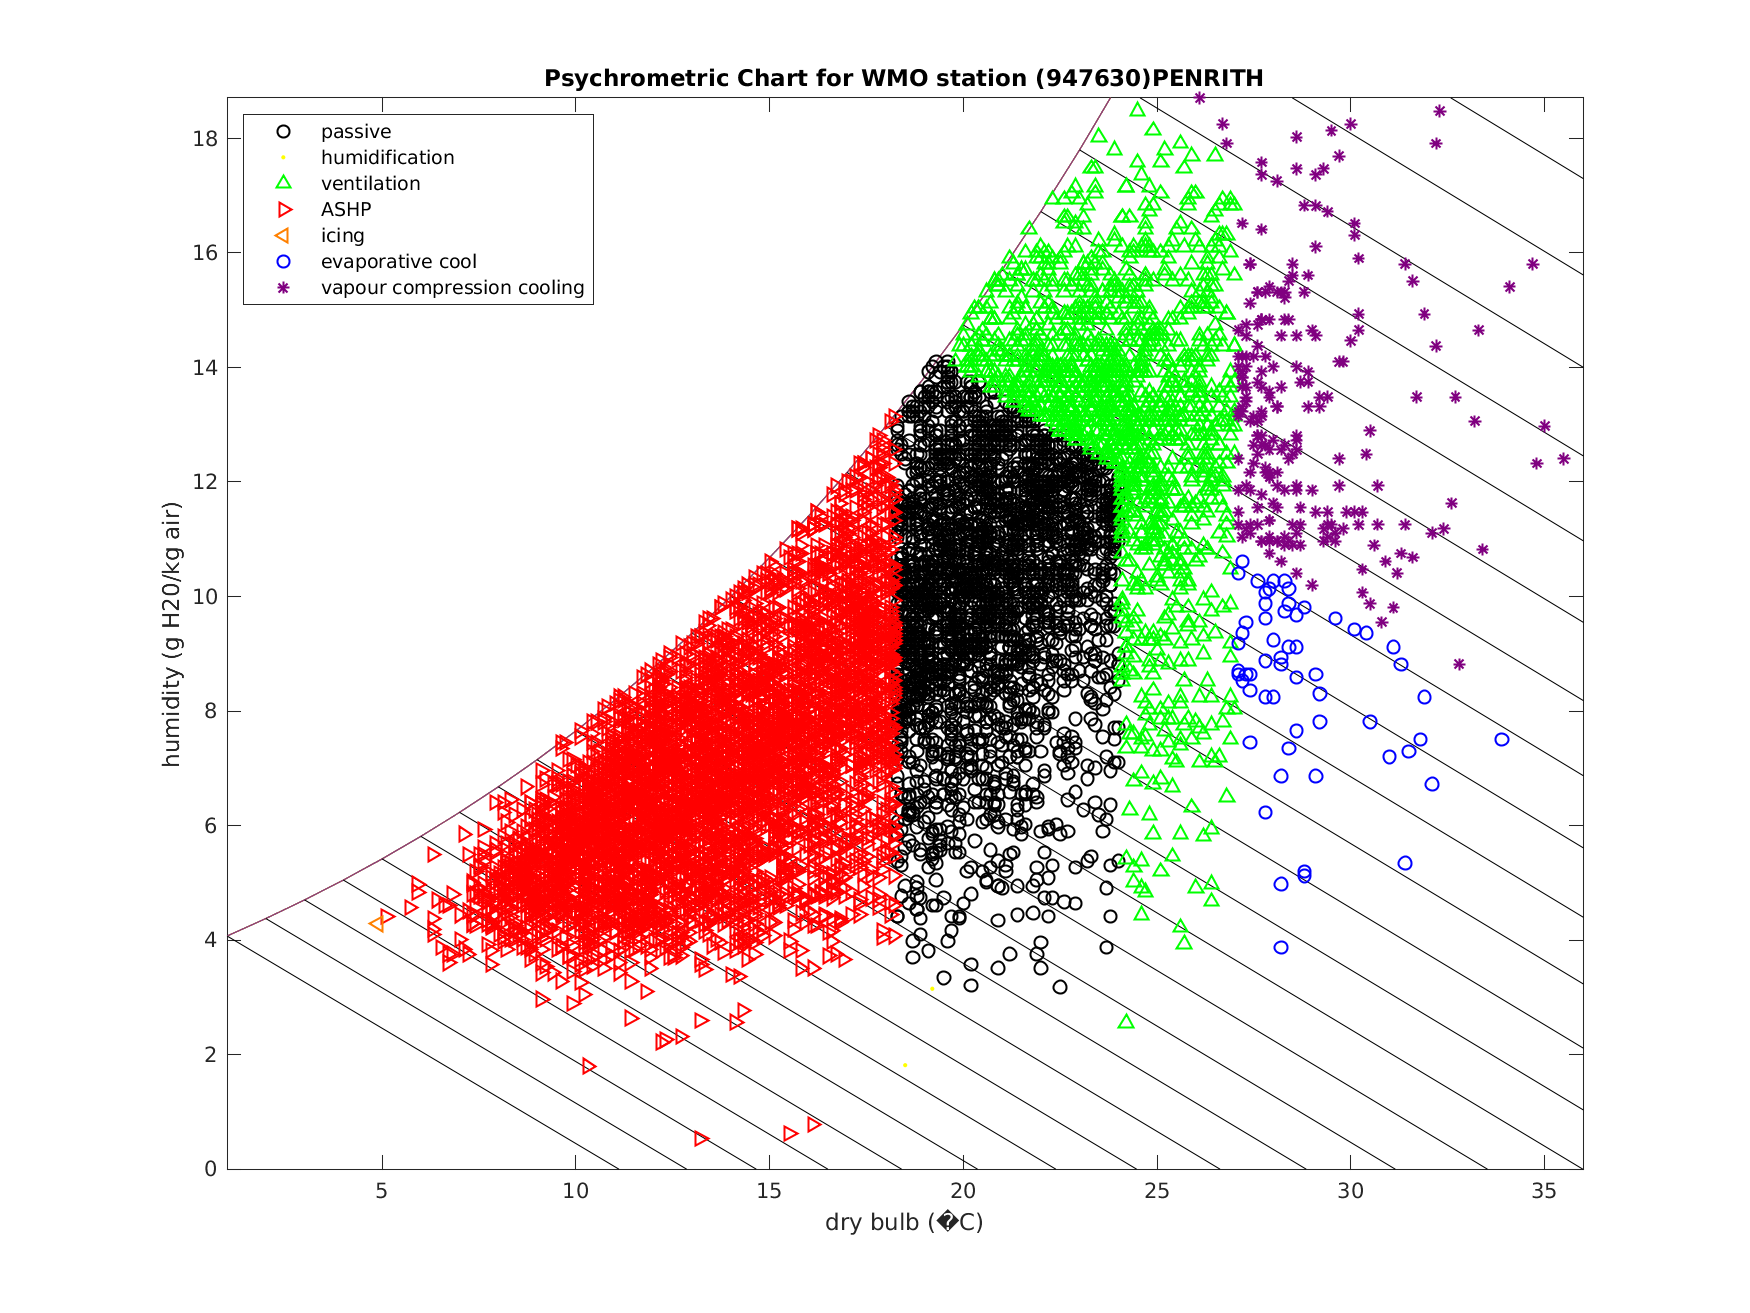 Psychrometric Chart for WMO station (947630)PENRITH
passive
humidification
ventilation
ASHP
icing
evaporative cool
vapour compression cooling
humidity (g H20/kg air)
18
16
14
12
10
8
6
4
2
0
5 10 15 20 25 30 35
dry bulb (�C)